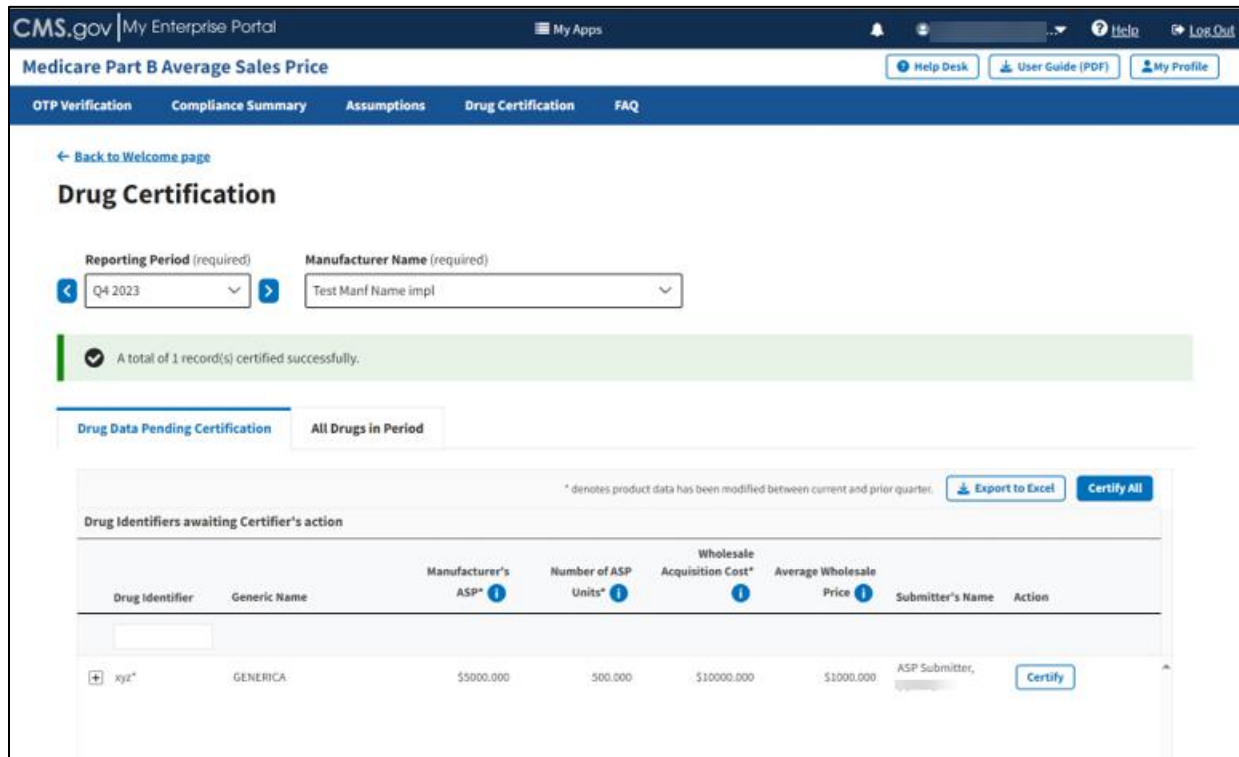 CMS.gov My Enterprise Portal
My Apps
...
Help
Log Out
Medicare Part B Average Sales Price
Help Desk
User Guide (PDF)
My Profile
OTP Verification
Compliance Summary
Assumptions
Drug Certification
FAQ
← Back to Welcome page
Drug Certification
Reporting Period (required)
Manufacturer Name (required)
Q4 2023
Test Manf Name impl
A total of 1 record(s) certified successfully.
Drug Data Pending Certification
All Drugs in Period
* denotes product data has been modified between current and prior quarter.
Export to Excel
Certify All
Drug Identifiers awaiting Certifier's action
Drug Identifier
Generic Name
Manufacturer's
ASP*
Number of ASP
Units*
Wholesale
Acquisition Cost*
Average Wholesale
Price
Submitter's Name
Action
xyz*
GENERICA
$5000.000
500.000
$10000.000
$1000.000
ASP Submitter,
Certify